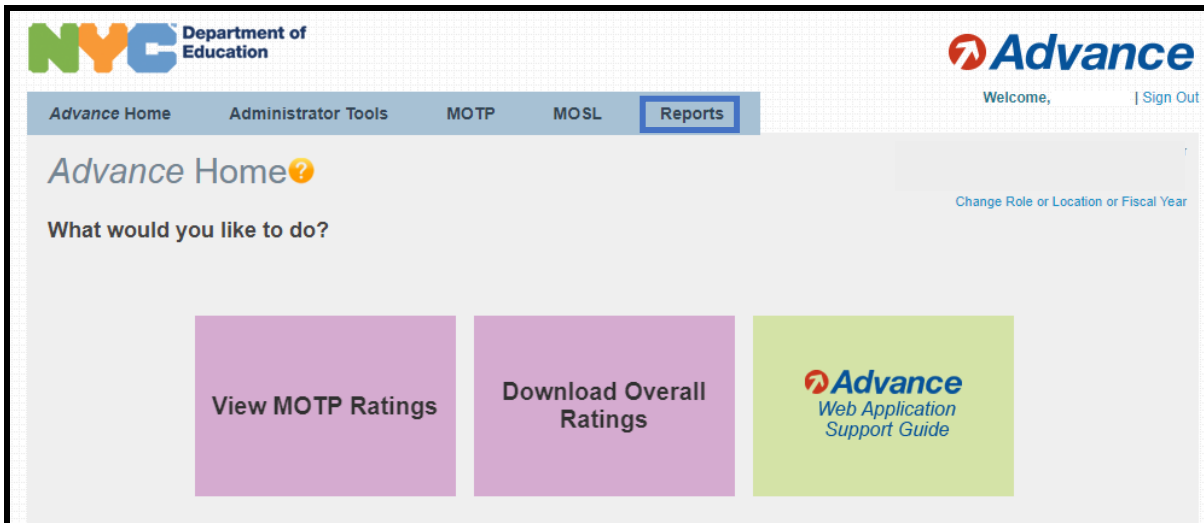 NYC Department of
Education
Advance
Welcome, | Sign Out
Advance Home Administrator Tools MOTP MOSL Reports
Advance Home?
Change Role or Location or Fiscal Year
What would you like to do?
View MOTP Ratings
Download Overall
Ratings
Advance
Web Application
Support Guide